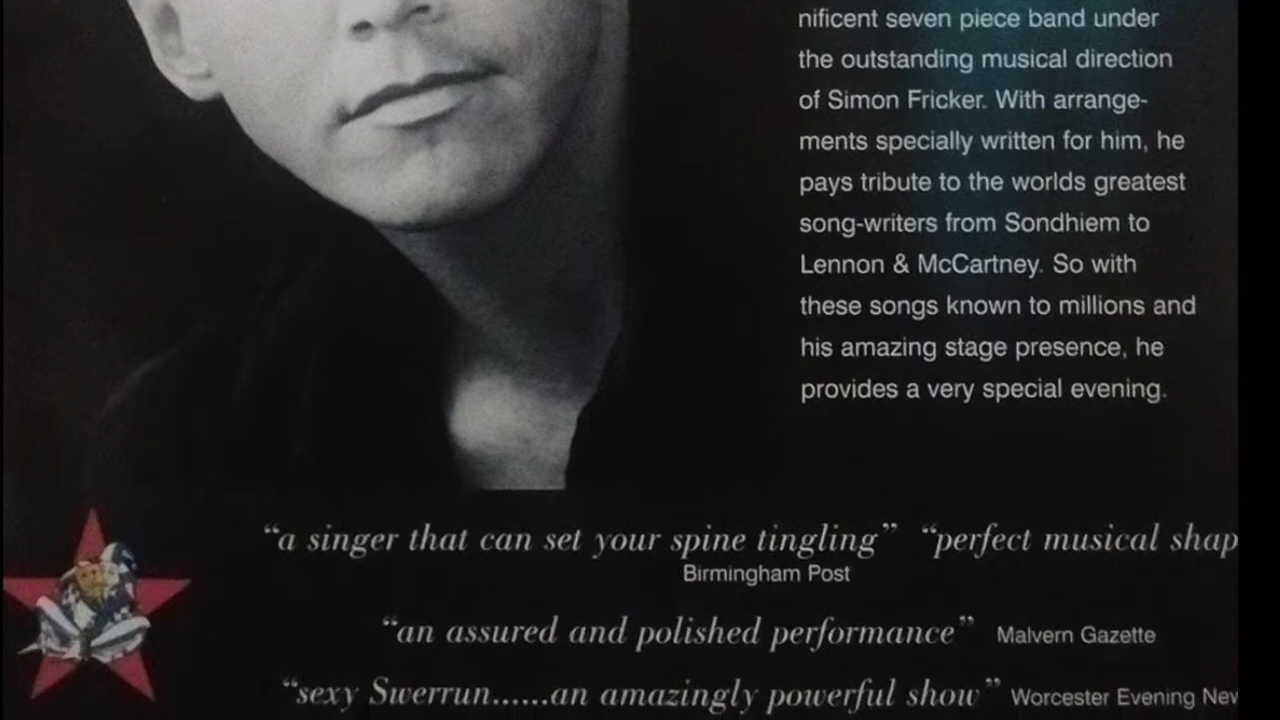 nificent seven piece band under
the outstanding musical direction
of Simon Fricker. With arrange-
ments specially written for him, he
pays tribute to the worlds greatest
song-writers from Sondhiem to
Lennon & McCartney. So with
these songs known to millions and
his amazing stage presence, he
provides a very special evening.
“a singer that can set your spine tingling” “perfect musical shap
Birmingham Post
“an assured and polished performance” Malvern Gazette
“sexy Swerrun......an amazingly powerful show” Worcester Evening New